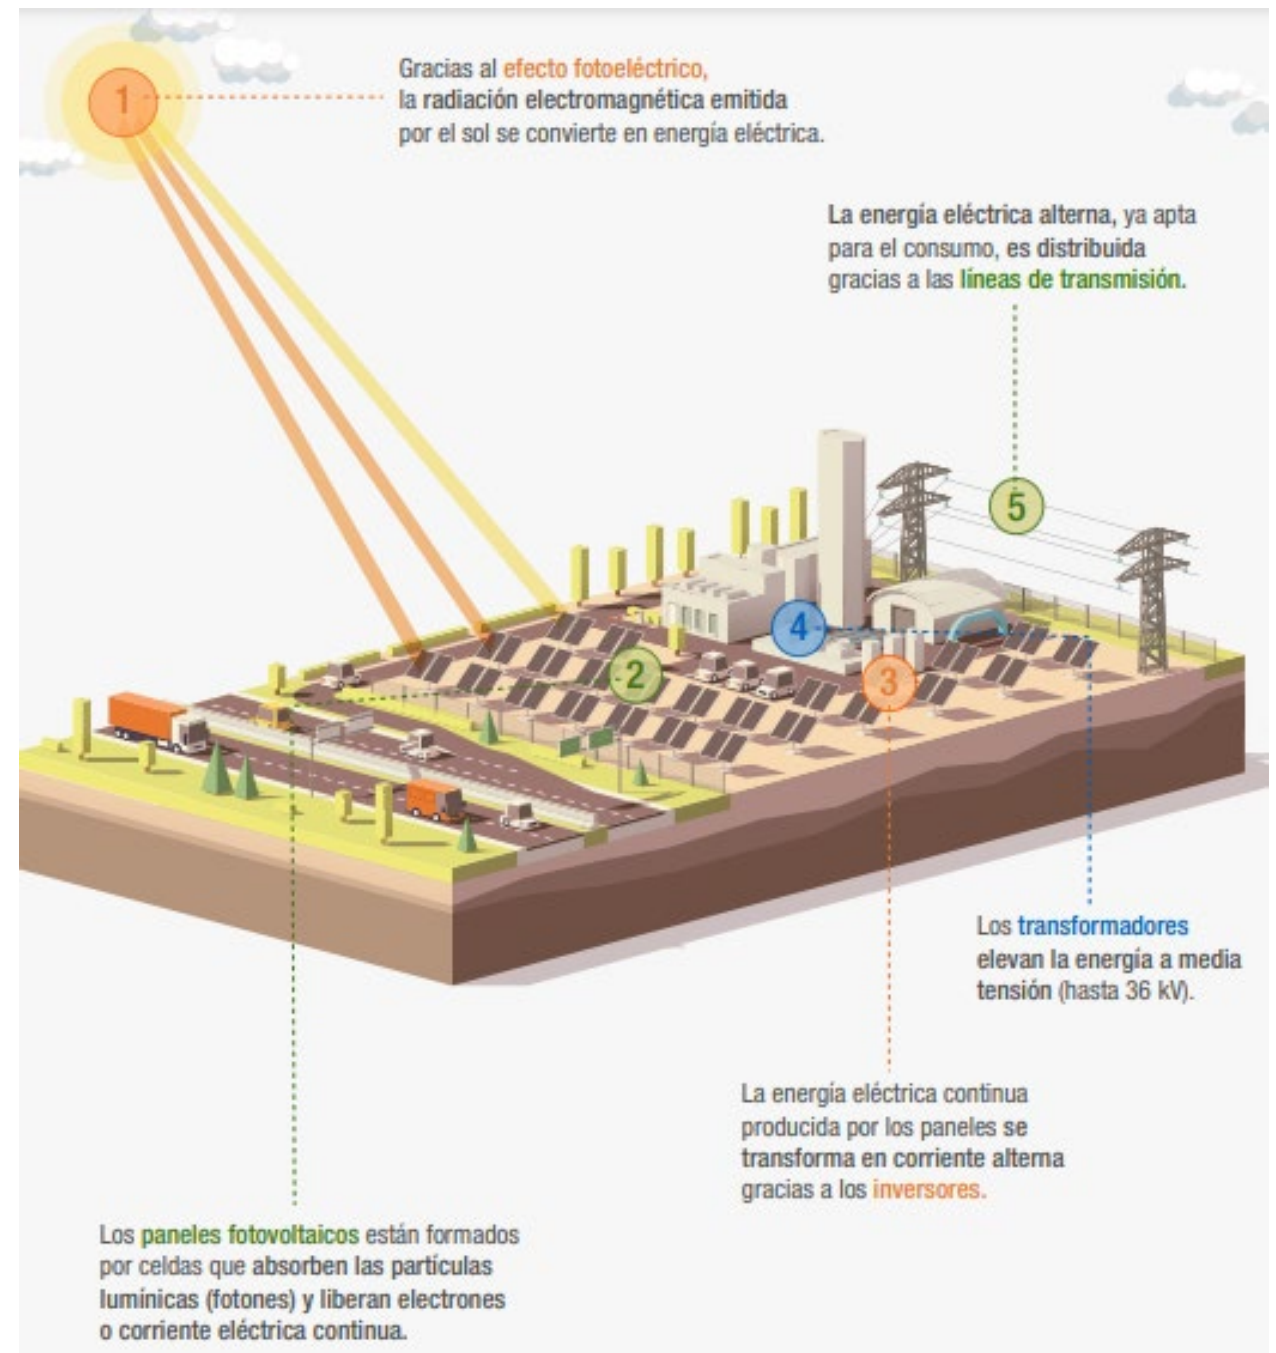 1
Gracias al efecto fotoeléctrico,
la radiación electromagnética emitida
por el sol se convierte en energía eléctrica.
La energía eléctrica alterna, ya apta
para el consumo, es distribuida
gracias a las líneas de transmisión.
5
4
2
3
Los transformadores
elevan la energía a media
tensión (hasta 36 kV).
La energía eléctrica continua
producida por los paneles se
transforma en corriente alterna
gracias a los inversores.
Los paneles fotovoltaicos están formados
por celdas que absorben las partículas
lumínicas (fotones) y liberan electrones
o corriente eléctrica continua.